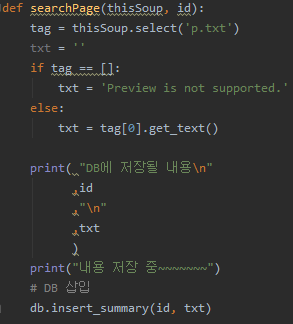 def searchPage(thisSoup, id):
    tag = thisSoup.select('p.txt')
    txt = ''
    if tag == []:
        txt = 'Preview is not supported.'
    else:
        txt = tag[0].get_text()
    print( "DB에 저장될 내용\n"
          ,id
          ,"\n"
          ,txt
          )
    print("내용 저장 중~~~~~~~")
    # DB 삽입
    db.insert_summary(id, txt)